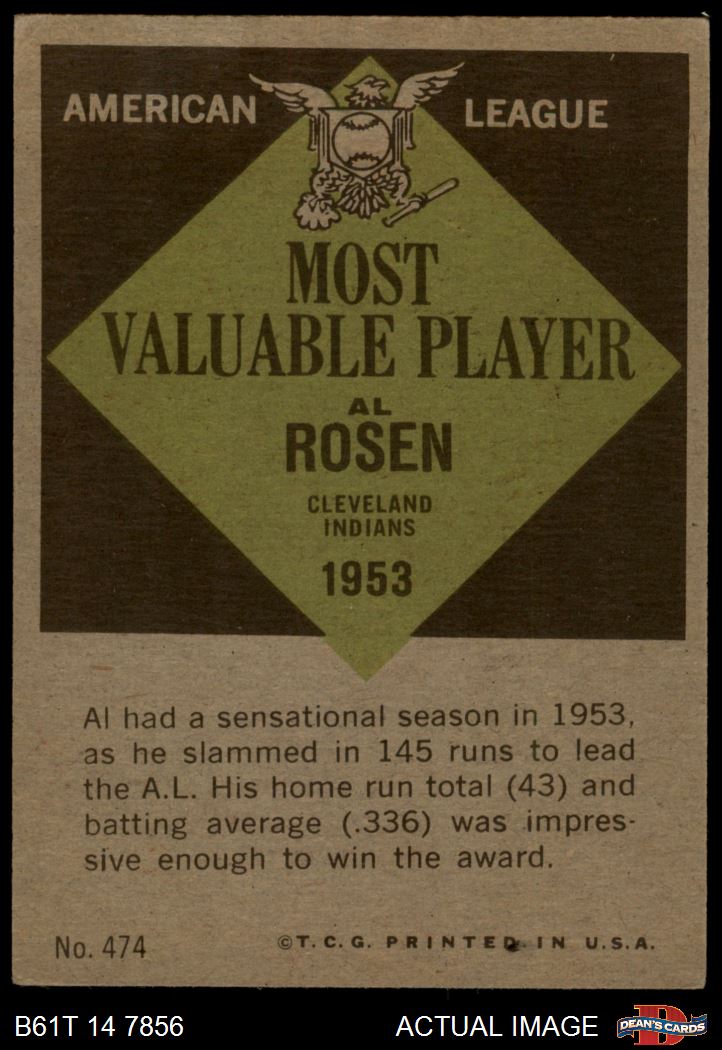 AMERICAN LEAGUE
MOST
VALUABLE PLAYER
AL
ROSEN
CLEVELAND
INDIANS
1953
Al had a sensational season in 1953,
as he slammed in 145 runs to lead
the A.L. His home run total (43) and
batting average (.336) was impres-
sive enough to win the award.
No. 474 ©T.C.G. PRINTED IN U.S.A.
B61T 14 7856 ACTUAL IMAGE DEAN'S CARDS